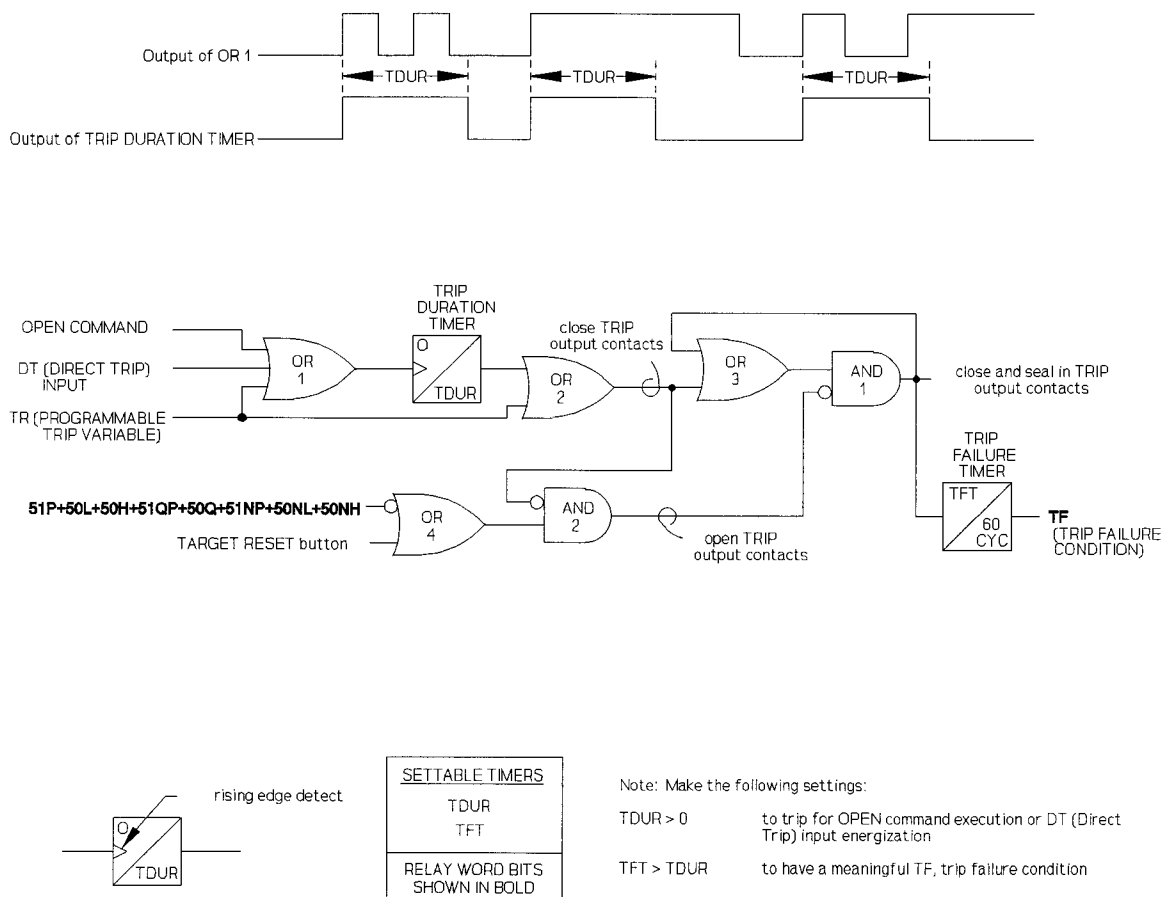 Output of OR 1
TDUR
TDUR
TDUR
Output of TRIP DURATION TIMER
TRIP
DURATION
TIMER
OPEN COMMAND
DT (DIRECT TRIP)
INPUT
TR (PROGRAMMABLE
TRIP VARIABLE)
OR
1
O
TDUR
OR
2
close TRIP
output contacts
OR
3
AND
1
close and seal in TRIP
output contacts
51P+50L+50H+51QP+50Q+51NP+50NL+50NH
TARGET RESET button
OR
4
AND
2
open TRIP
output contacts
TRIP
FAILURE
TIMER
TFT
60
CYC
TF
(TRIP FAILURE
CONDITION)
rising edge detect
O
TDUR
SETTABLE TIMERS
TDUR
TFT
RELAY WORD BITS
SHOWN IN BOLD
Note: Make the following settings:
TDUR > 0 to trip for OPEN command execution or DT (Direct
Trip) input energization
TFT > TDUR to have a meaningful TF, trip failure condition